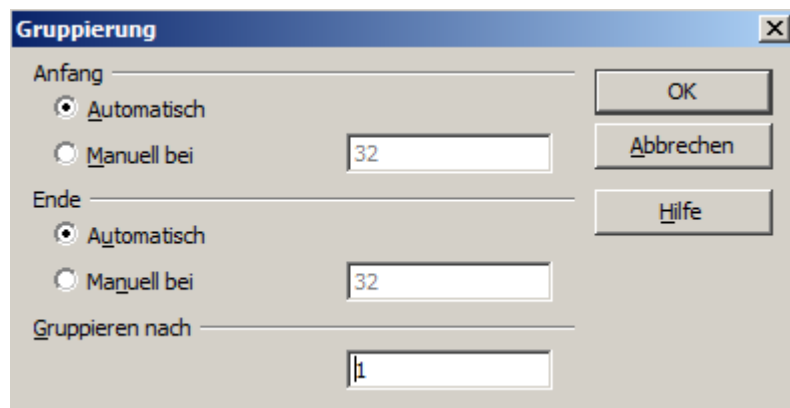 Gruppierung
Anfang
Automatisch
Manuell bei 32
Ende
Automatisch
Manuell bei 32
Gruppieren nach
1
OK
Abbrechen
Hilfe